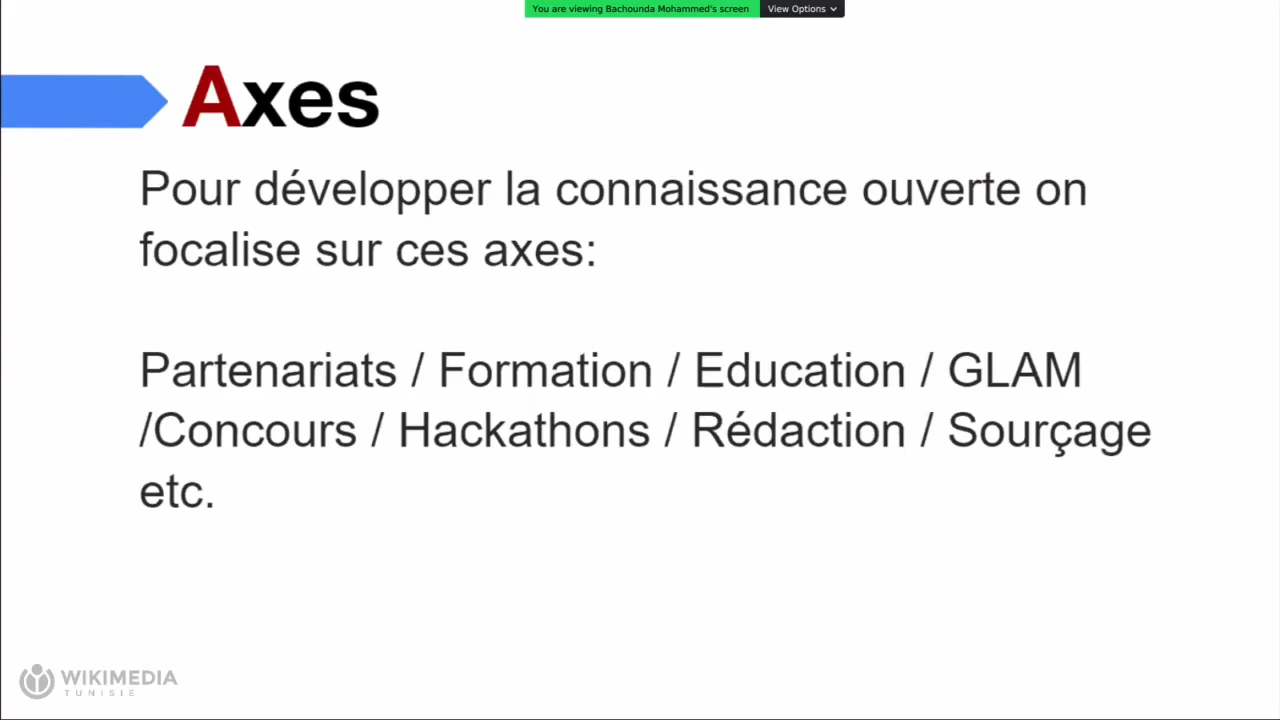 You are viewing Bachounda Mohammed's screen
View Options
Axes
Pour développer la connaissance ouverte on
focalise sur ces axes:
Partenariats / Formation / Education / GLAM
/Concours / Hackathons / Rédaction / Sourçage
etc.
WIKIMEDIA
TUNISIE